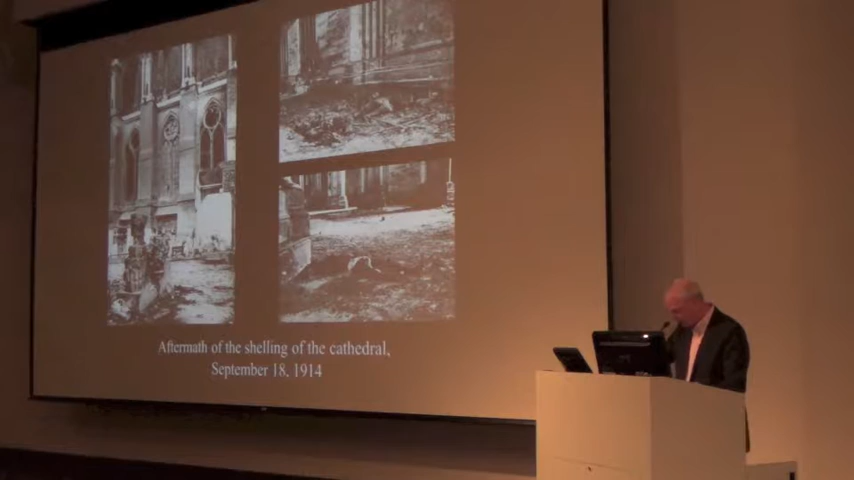 Aftermath of the shelling of the cathedral,
September 18, 1914